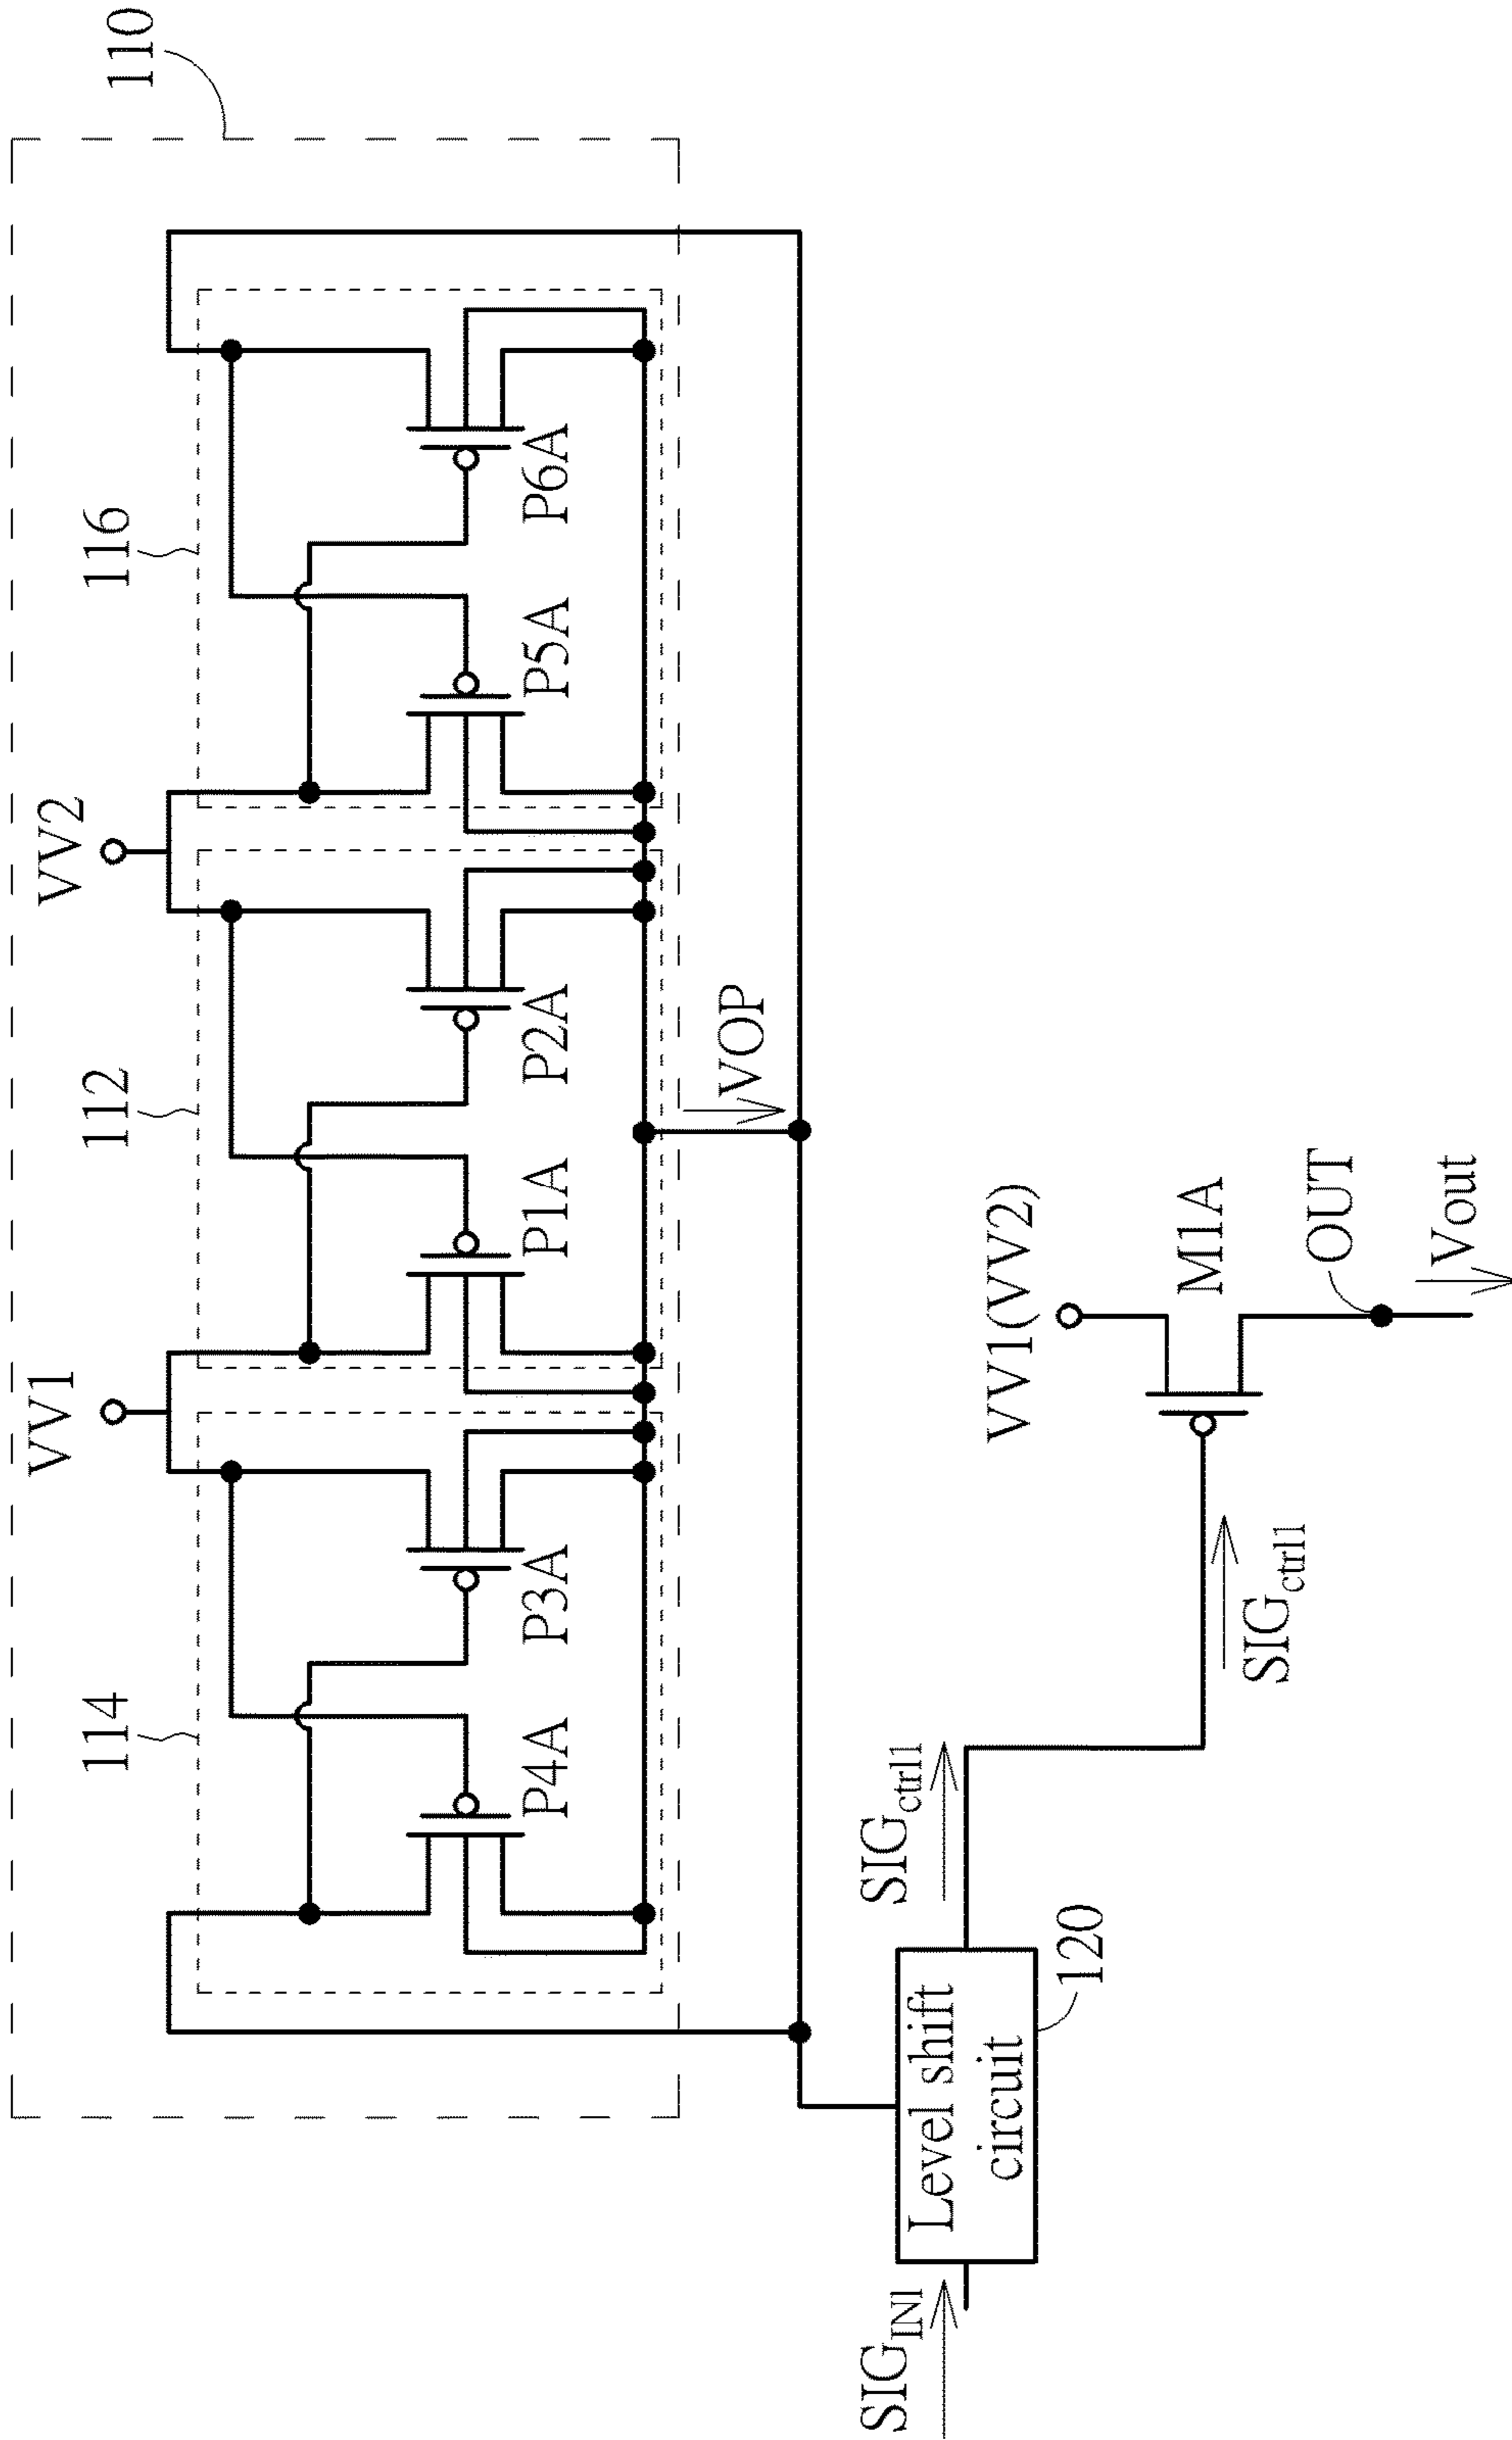 110
VV1
VV2
114
112
116
P4A
P3A
P1A
P2A
P5A
P6A
VOP
SIGINI
Level shift
circuit
120
SIGctrl1
SIGctrl1
VV1(VV2)
M1A
OUT
Vout